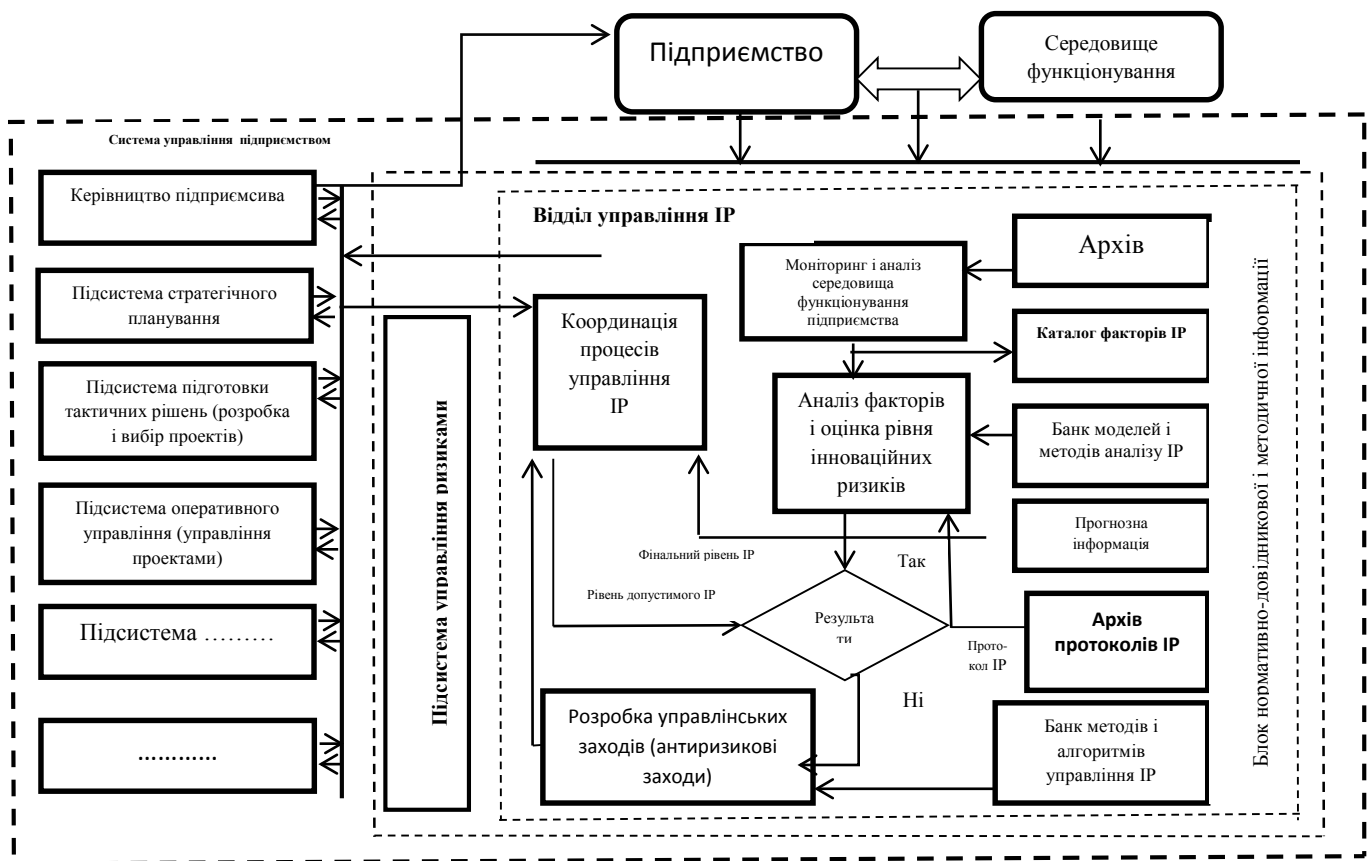 Підприємство
Середовище
функціонування
Система управління підприємством
Керівництво підприємсива
Підсистема стратегічного
планування
Підсистема підготовки
тактичних рішень (розробка
і вибір проектів)
Підсистема оперативного
управління (управління
проектами)
Підсистема ………
…………
Підсистема управління ризиками
Відділ управління ІР
Координація
процесів
управління
ІР
Моніторинг і аналіз
середовища
функціонування
підприємства
Аналіз факторів
і оцінка рівня
інноваційних
ризиків
Фінальний рівень ІР
Так
Рівень допустимого ІР
Результа
ти
Прото-
кол ІР
Ні
Розробка управлінських
заходів (антиризикові
заходи)
Архів
Каталог факторів ІР
Банк моделей і
методів аналізу ІР
Прогнозна
інформація
Архів
протоколів ІР
Банк методів і
алгоритмів
управління ІР
Блок нормативно-довідникової і методичної інформації